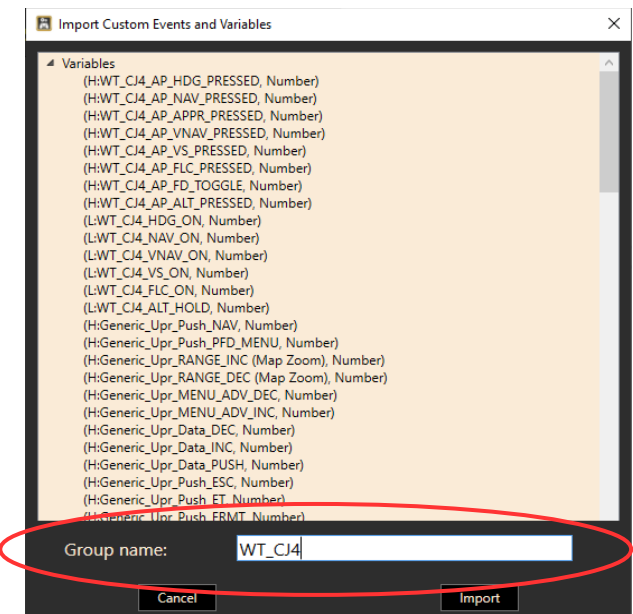 Import Custom Events and Variables
Variables
(H:WT_CJ4_AP_HDG_PRESSED, Number)
(H:WT_CJ4_AP_NAV_PRESSED, Number)
(H:WT_CJ4_AP_APPR_PRESSED, Number)
(H:WT_CJ4_AP_VNAV_PRESSED, Number)
(H:WT_CJ4_AP_VS_PRESSED, Number)
(H:WT_CJ4_AP_FLC_PRESSED, Number)
(H:WT_CJ4_AP_FD_TOGGLE, Number)
(H:WT_CJ4_AP_ALT_PRESSED, Number)
(L:WT_CJ4_HDG_ON, Number)
(L:WT_CJ4_NAV_ON, Number)
(L:WT_CJ4_VNAV_ON, Number)
(L:WT_CJ4_VS_ON, Number)
(L:WT_CJ4_FLC_ON, Number)
(L:WT_CJ4_ALT_HOLD, Number)
(H:Generic_Upr_Push_NAV, Number)
(H:Generic_Upr_Push_PFD_MENU, Number)
(H:Generic_Upr_RANGE_INC (Map Zoom), Number)
(H:Generic_Upr_RANGE_DEC (Map Zoom), Number)
(H:Generic_Upr_MENU_ADV_DEC, Number)
(H:Generic_Upr_MENU_ADV_INC, Number)
(H:Generic_Upr_Data_DEC, Number)
(H:Generic_Upr_Data_INC, Number)
(H:Generic_Upr_Data_PUSH, Number)
(H:Generic_Upr_Push_ESC, Number)
(H:Generic_Upr_Push_ET, Number)
(H:Generic_Upr_Push_FRMT, Number)
Group name: WT_CJ4
Cancel Import